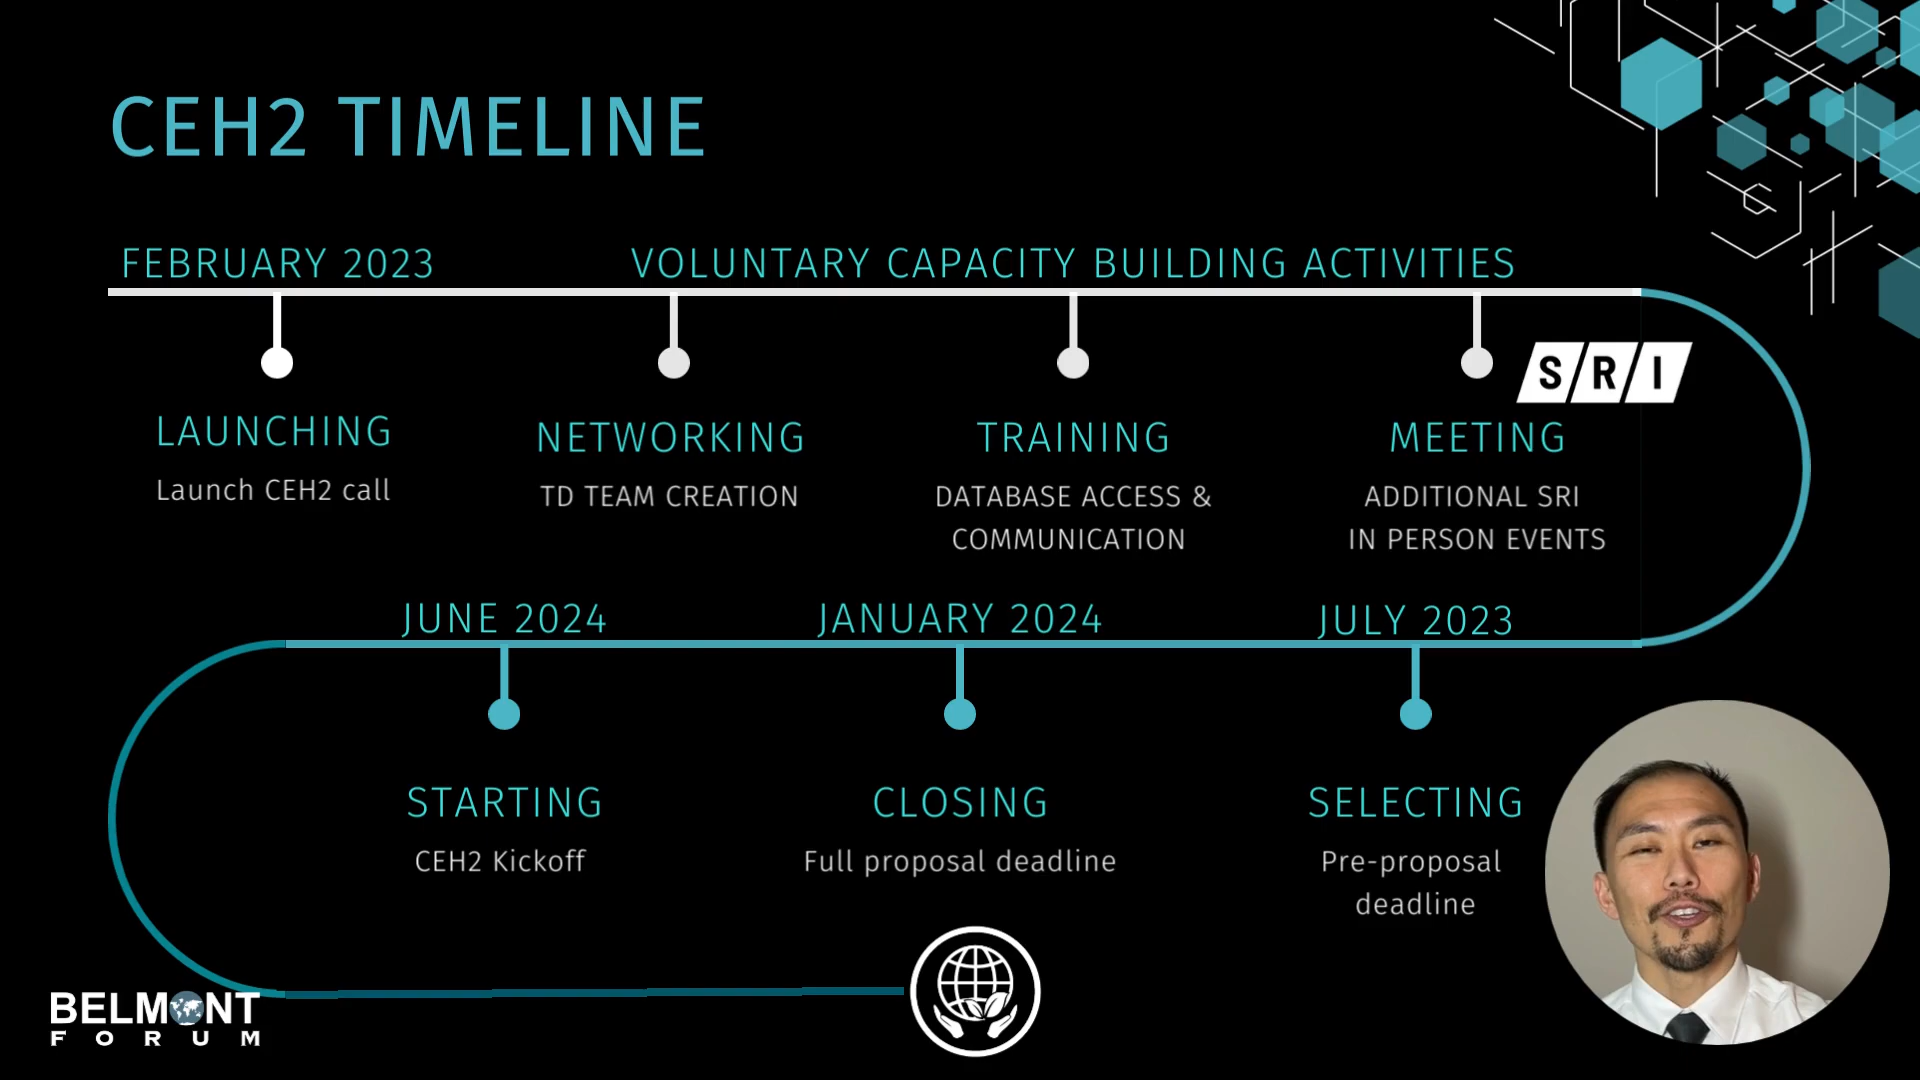 CEH2 TIMELINE
FEBRUARY 2023
VOLUNTARY CAPACITY BUILDING ACTIVITIES
SRI
LAUNCHING
Launch CEH2 call
NETWORKING
TD TEAM CREATION
TRAINING
DATABASE ACCESS &
COMMUNICATION
MEETING
ADDITIONAL SRI
IN PERSON EVENTS
JUNE 2024
JANUARY 2024
JULY 2023
STARTING
CEH2 Kickoff
CLOSING
Full proposal deadline
SELECTING
Pre-proposal
deadline
BELMONT
FORUM